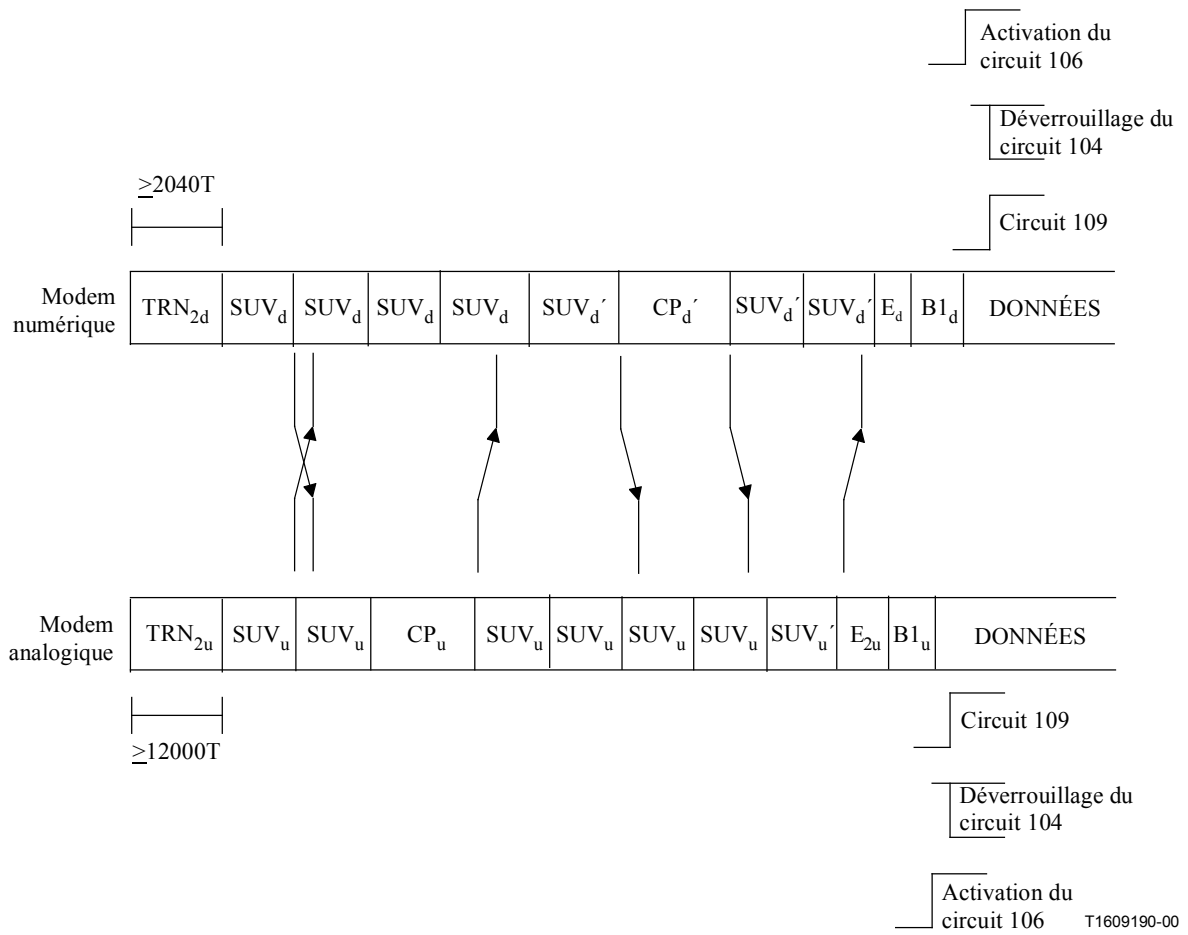 Activation du
circuit 106
Déverrouillage du
circuit 104
≥2040T
Circuit 109
Modem
numérique
TRN2d SUVd SUVd SUVd SUVd SUVd´ CPd´ SUVd´ SUVd´ Ed B1d DONNÉES
Modem
analogique
TRN2u SUVu SUVu CPu SUVu SUVu SUVu SUVu SUVu´ E2u B1u DONNÉES
≥12000T
Circuit 109
Déverrouillage du
circuit 104
Activation du
circuit 106
T1609190-00